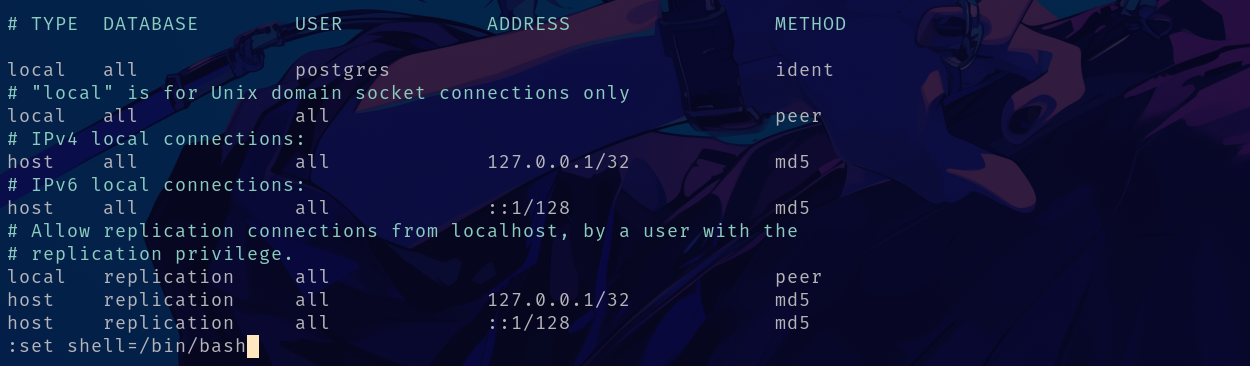 # TYPE  DATABASE        USER            ADDRESS                 METHOD
local   all             postgres                                ident
# "local" is for Unix domain socket connections only
local   all             all                                     peer
# IPv4 local connections:
host    all             all             127.0.0.1/32            md5
# IPv6 local connections:
host    all             all             ::1/128                 md5
# Allow replication connections from localhost, by a user with the
# replication privilege.
local   replication     all                                     peer
host    replication     all             127.0.0.1/32            md5
host    replication     all             ::1/128                 md5
:set shell=/bin/bash